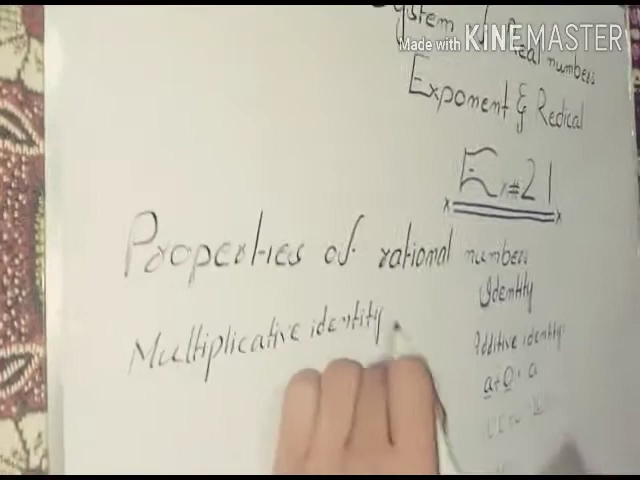 System of Real numbers
Made with KINEMASTER
Exponent & Redical
Ex#21
Properties of rational numbers
Identity
Multiplicative identity
Additive identity
a+0=a